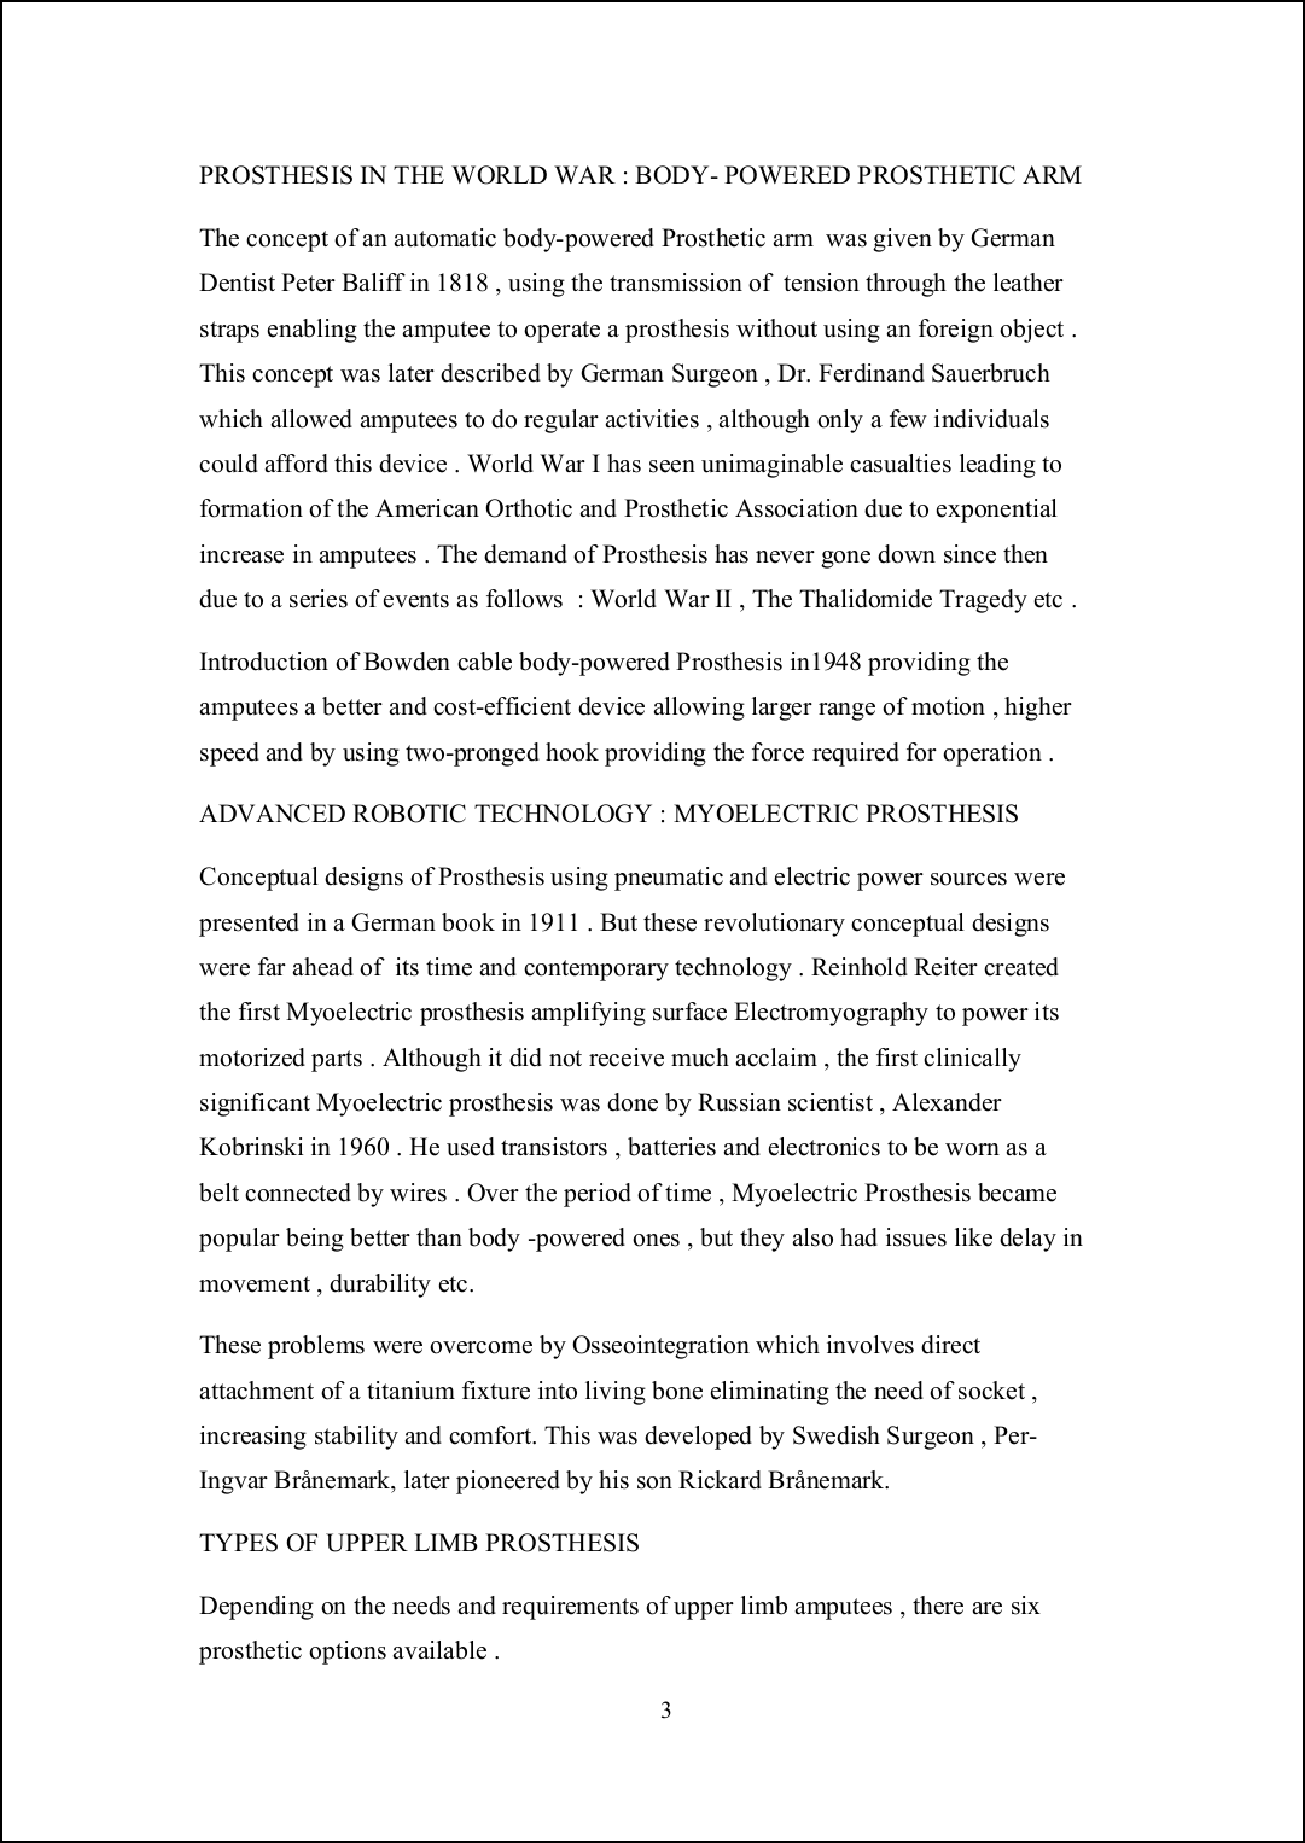 PROSTHESIS IN THE WORLD WAR : BODY- POWERED PROSTHETIC ARM
The concept of an automatic body-powered Prosthetic arm  was given by German
Dentist Peter Baliff in 1818 , using the transmission of  tension through the leather
straps enabling the amputee to operate a prosthesis without using an foreign object .
This concept was later described by German Surgeon , Dr. Ferdinand Sauerbruch
which allowed amputees to do regular activities , although only a few individuals
could afford this device . World War I has seen unimaginable casualties leading to
formation of the American Orthotic and Prosthetic Association due to exponential
increase in amputees . The demand of Prosthesis has never gone down since then
due to a series of events as follows  : World War II , The Thalidomide Tragedy etc .
Introduction of Bowden cable body-powered Prosthesis in1948 providing the
amputees a better and cost-efficient device allowing larger range of motion , higher
speed and by using two-pronged hook providing the force required for operation .
ADVANCED ROBOTIC TECHNOLOGY : MYOELECTRIC PROSTHESIS
Conceptual designs of Prosthesis using pneumatic and electric power sources were
presented in a German book in 1911 . But these revolutionary conceptual designs
were far ahead of  its time and contemporary technology . Reinhold Reiter created
the first Myoelectric prosthesis amplifying surface Electromyography to power its
motorized parts . Although it did not receive much acclaim , the first clinically
significant Myoelectric prosthesis was done by Russian scientist , Alexander
Kobrinski in 1960 . He used transistors , batteries and electronics to be worn as a
belt connected by wires . Over the period of time , Myoelectric Prosthesis became
popular being better than body -powered ones , but they also had issues like delay in
movement , durability etc.
These problems were overcome by Osseointegration which involves direct
attachment of a titanium fixture into living bone eliminating the need of socket ,
increasing stability and comfort. This was developed by Swedish Surgeon , Per-
Ingvar Brånemark, later pioneered by his son Rickard Brånemark.
TYPES OF UPPER LIMB PROSTHESIS
Depending on the needs and requirements of upper limb amputees , there are six
prosthetic options available .
3